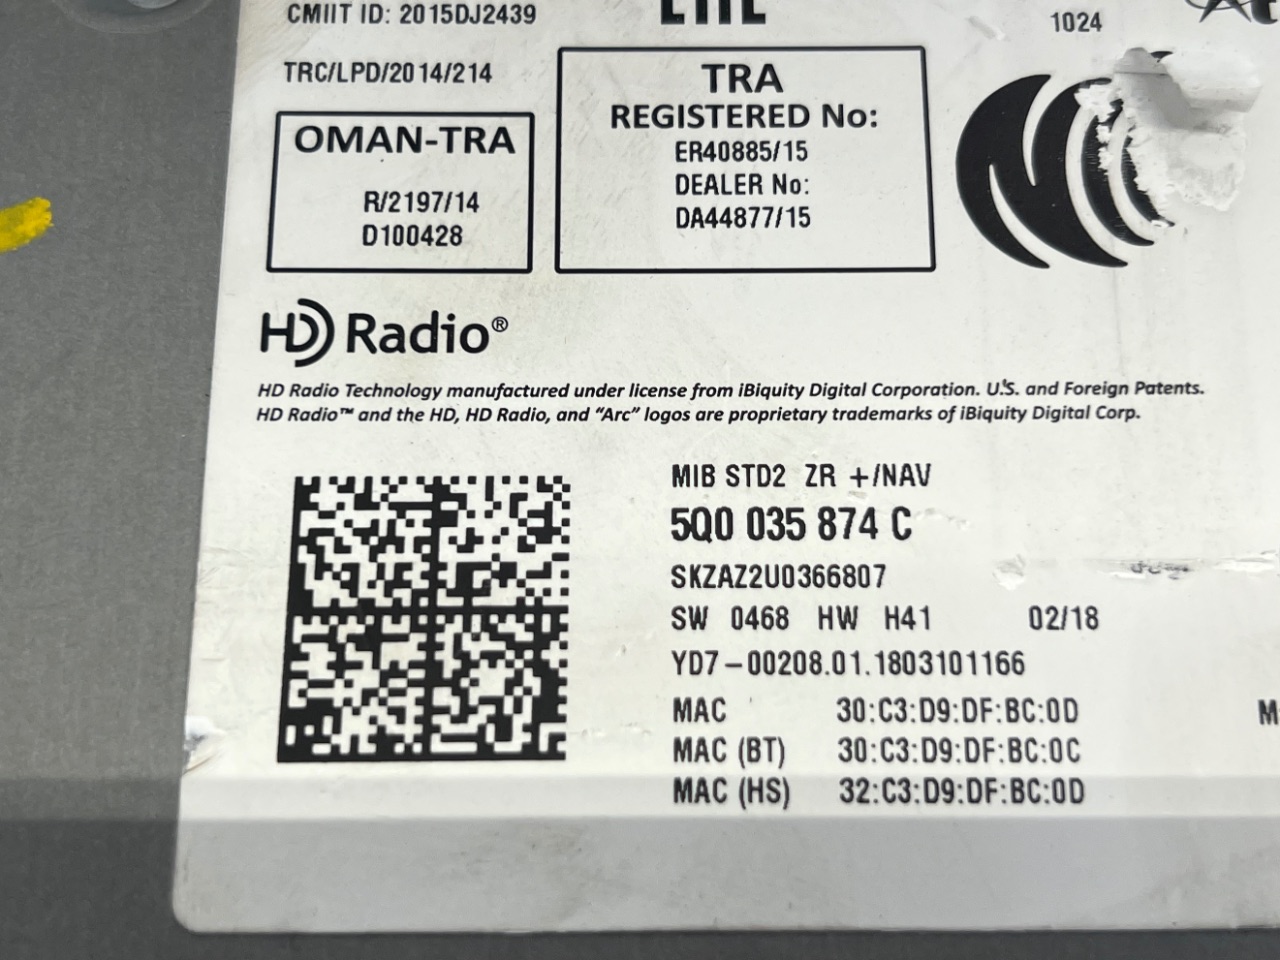 CMIIT ID: 2015DJ2439
1024
TRC/LPD/2014/214
OMAN-TRA
R/2197/14
D100428
TRA
REGISTERED No:
ER40885/15
DEALER No:
DA44877/15
HD Radio®
HD Radio Technology manufactured under license from iBiquity Digital Corporation. U.S. and Foreign Patents.
HD Radio™ and the HD, HD Radio, and “Arc” logos are proprietary trademarks of iBiquity Digital Corp.
MIB STD2 ZR +/NAV
5Q0 035 874 C
SKZAZ2U0366807
SW 0468 HW H41 02/18
YD7-00208.01.1803101166
MAC 30:C3:D9:DF:BC:0D
MAC (BT) 30:C3:D9:DF:BC:0C
MAC (HS) 32:C3:D9:DF:BC:0D